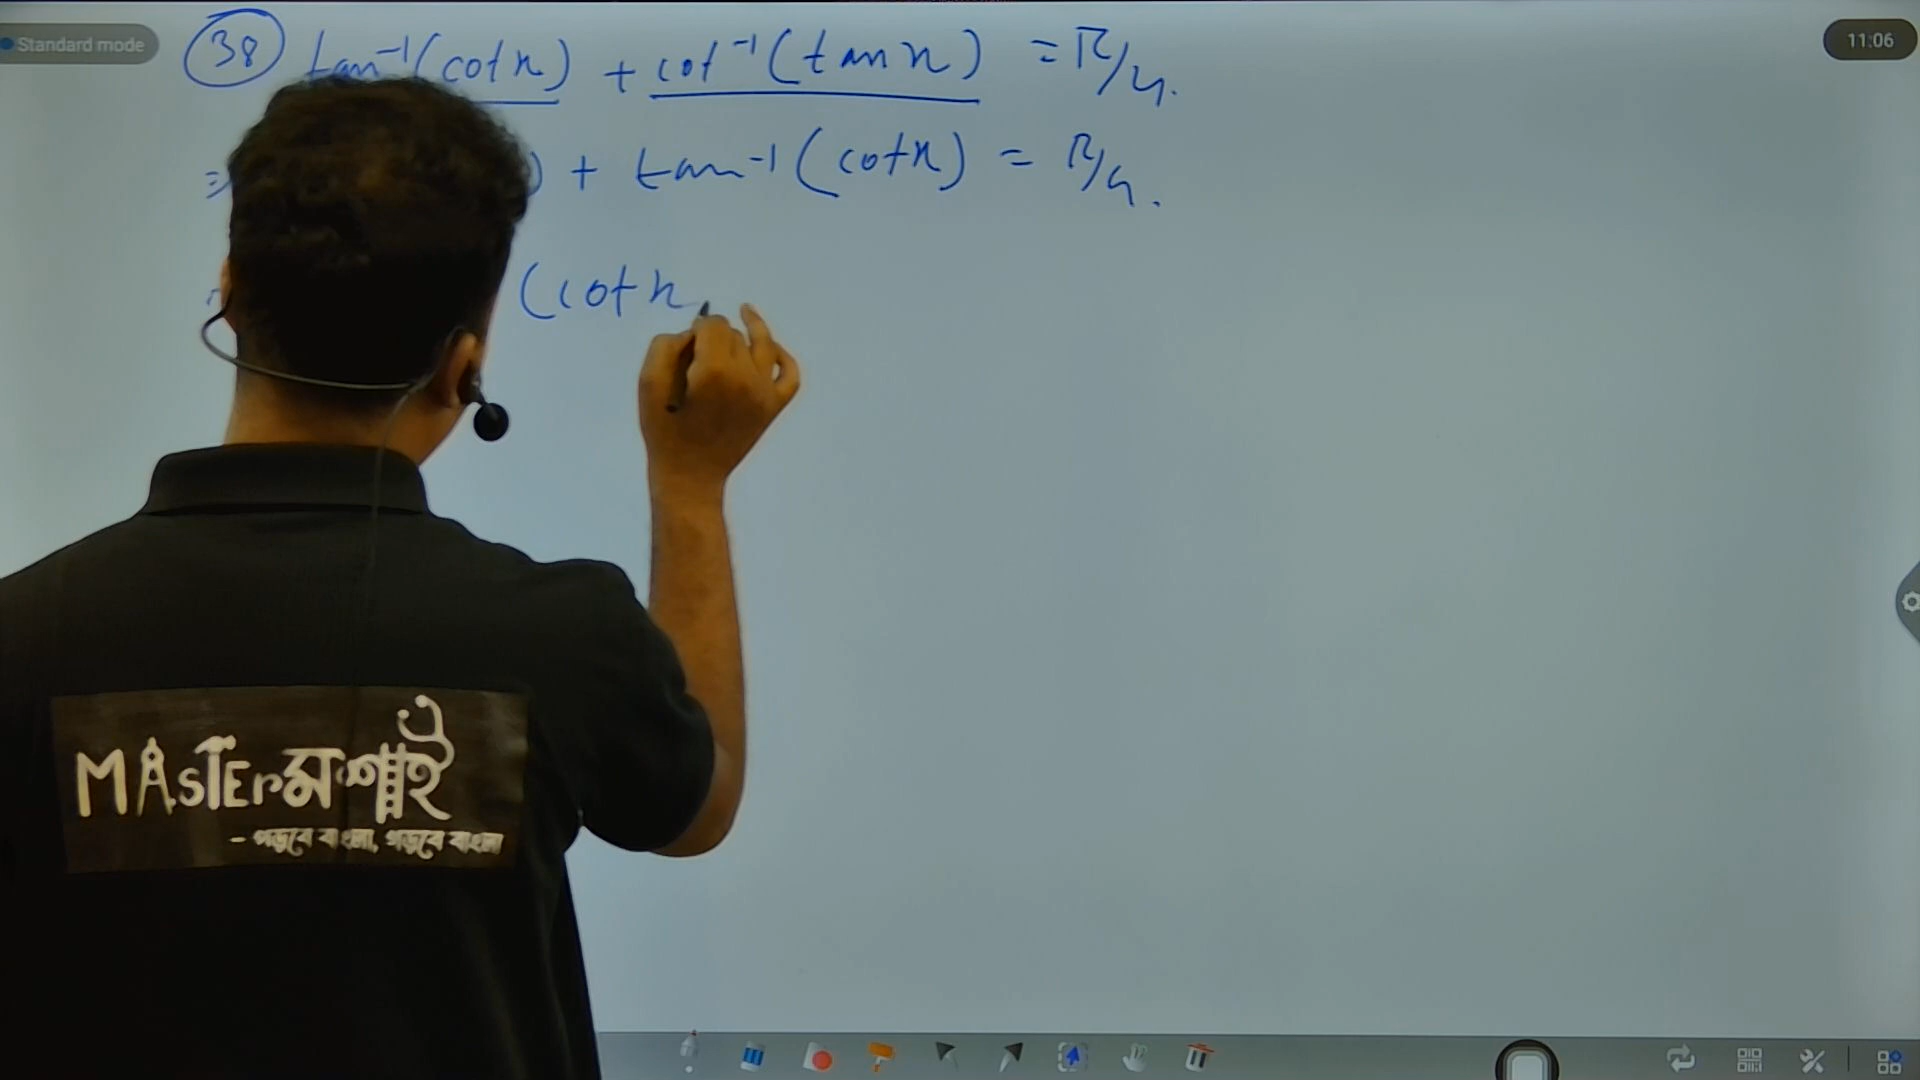 Standard mode
11:06
38 tan⁻¹(cot x) + cot⁻¹(tan x) = π/4.
⇒ ) + tan⁻¹(cot x) = π/4.
(cot x
MAsTErমশাই
- পড়বে বাংলা, গড়বে বাংলা